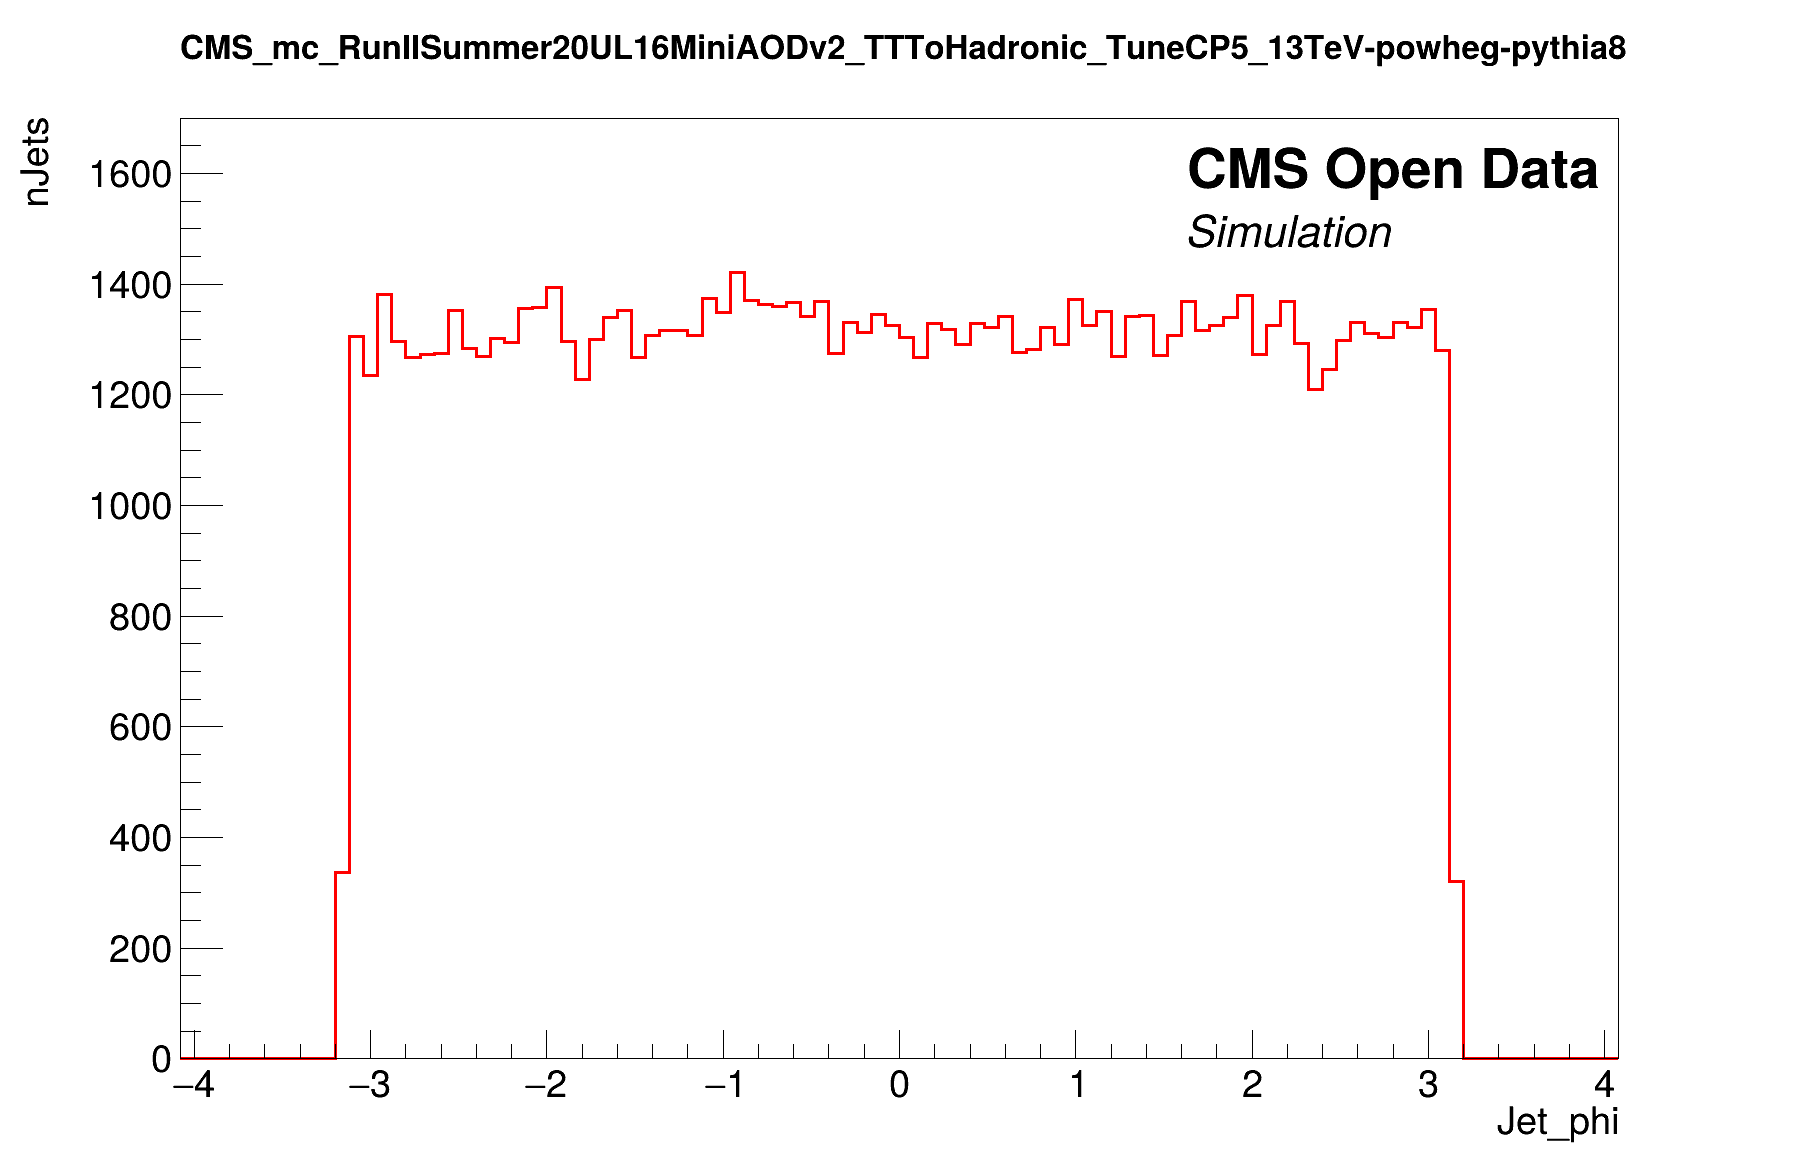 CMS_mc_RunIISummer20UL16MiniAODv2_TTToHadronic_TuneCP5_13TeV-powheg-pythia8
nJets
CMS Open Data
Simulation
1600
1400
1200
1000
800
600
400
200
0
−4 −3 −2 −1 0 1 2 3 4
Jet_phi